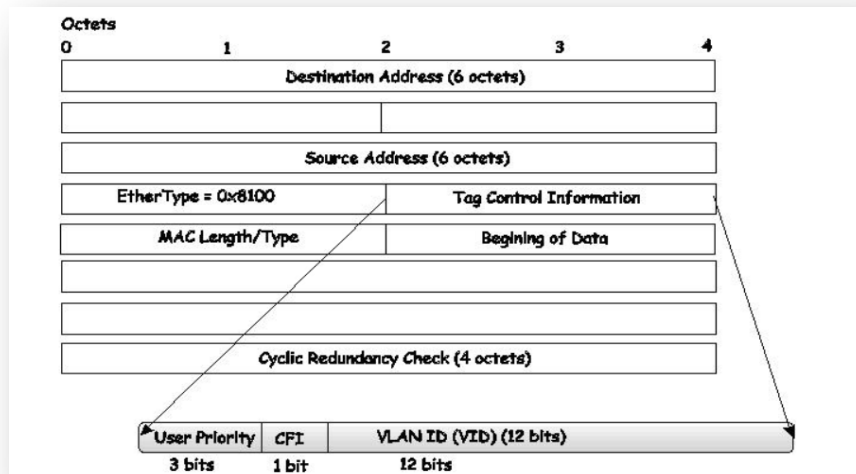 Octets
0 1 2 3 4
Destination Address (6 octets)
Source Address (6 octets)
EtherType = 0x8100 Tag Control Information
MAC Length/Type Begining of Data
Cyclic Redundancy Check (4 octets)
User Priority CFI VLAN ID (VID) (12 bits)
3 bits 1 bit 12 bits